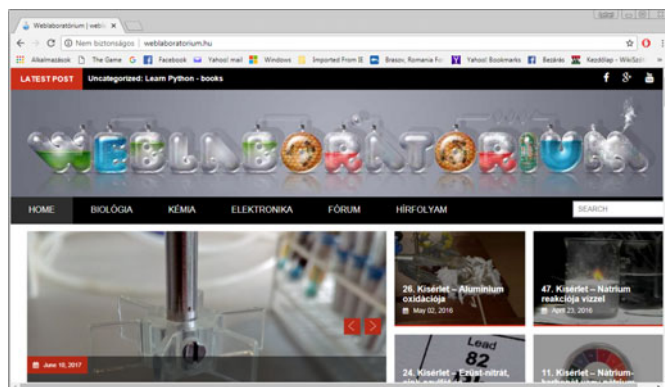 Weblaboratórium | webl
Nem biztonságos | weblaboratorium.hu
Alkalmazások The Game G Facebook Yahoo! mail Windows Imported From IE Brasov, Romania Fo Yahoo! Bookmarks Bezárás Kezdőlap - WikiSzót
LATEST POST Uncategorized: Learn Python - books
WEBLABORATORIUM
HOME BIOLÓGIA KÉMIA ELEKTRONIKA FÓRUM HÍRFOLYAM SEARCH
26. Kísérlet – Alumínium
oxidációja
May 02, 2016
47. Kísérlet – Nátrium
reakciója vízzel
April 23, 2016
June 10, 2017
Lead
82
24. Kísérlet – Ezüst-nitrát,
11. Kísérlet – Nátrium-